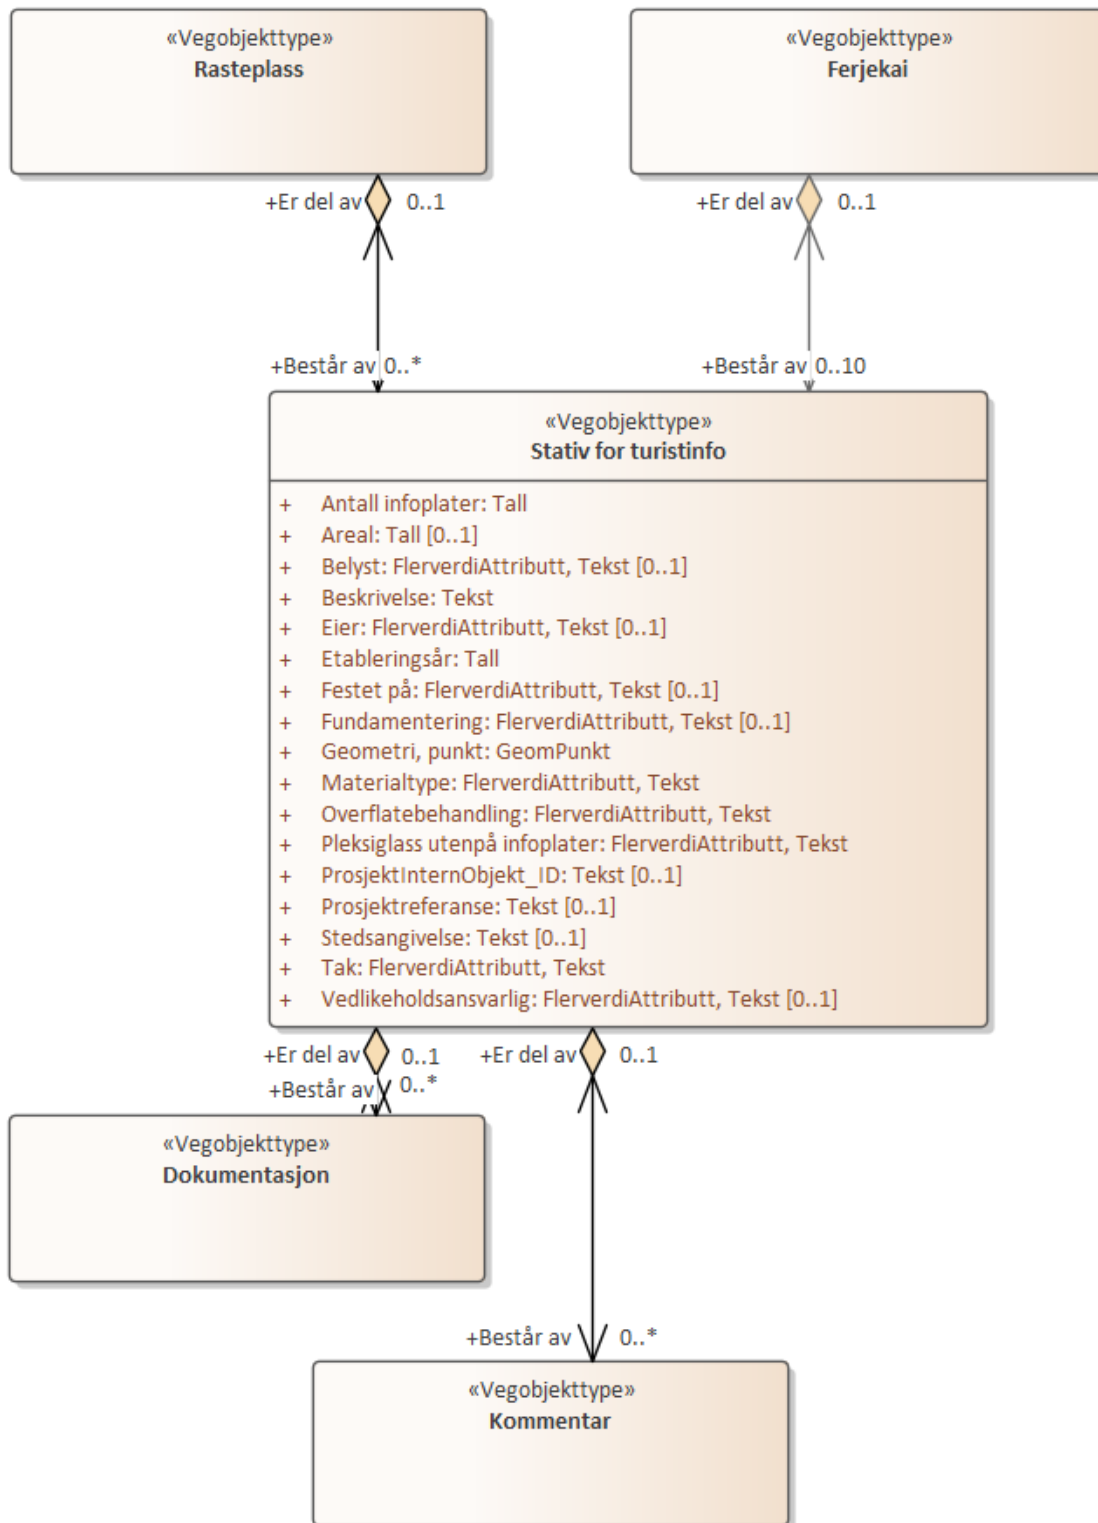 «Vegobjekttype»
Rasteplass
«Vegobjekttype»
Ferjekai
+Er del av 0..1
+Er del av 0..1
+Består av 0..*
+Består av 0..10
«Vegobjekttype»
Stativ for turistinfo
+ Antall infoplater: Tall
+ Areal: Tall [0..1]
+ Belyst: FlerverdiAttributt, Tekst [0..1]
+ Beskrivelse: Tekst
+ Eier: FlerverdiAttributt, Tekst [0..1]
+ Etableringsår: Tall
+ Festet på: FlerverdiAttributt, Tekst [0..1]
+ Fundamentering: FlerverdiAttributt, Tekst [0..1]
+ Geometri, punkt: GeomPunkt
+ Materialtype: FlerverdiAttributt, Tekst
+ Overflatebehandling: FlerverdiAttributt, Tekst
+ Pleksiglass utenpå infoplater: FlerverdiAttributt, Tekst
+ ProsjektInternObjekt_ID: Tekst [0..1]
+ Prosjektreferanse: Tekst [0..1]
+ Stedsangivelse: Tekst [0..1]
+ Tak: FlerverdiAttributt, Tekst
+ Vedlikeholdsansvarlig: FlerverdiAttributt, Tekst [0..1]
+Er del av 0..1
+Er del av 0..1
+Består av 0..*
«Vegobjekttype»
Dokumentasjon
+Består av 0..*
«Vegobjekttype»
Kommentar